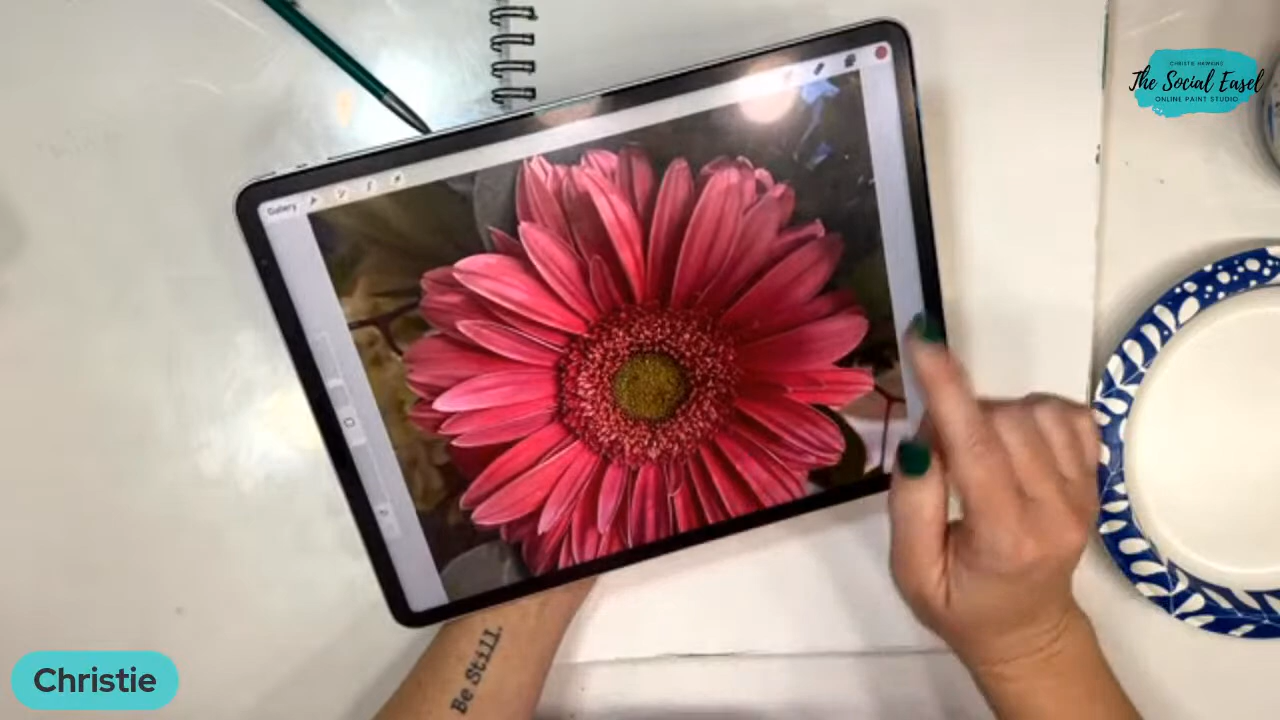 CHRISTIE HAWKINS
The Social Easel
ONLINE PAINT STUDIO
Gallery
Be Still.
Christie